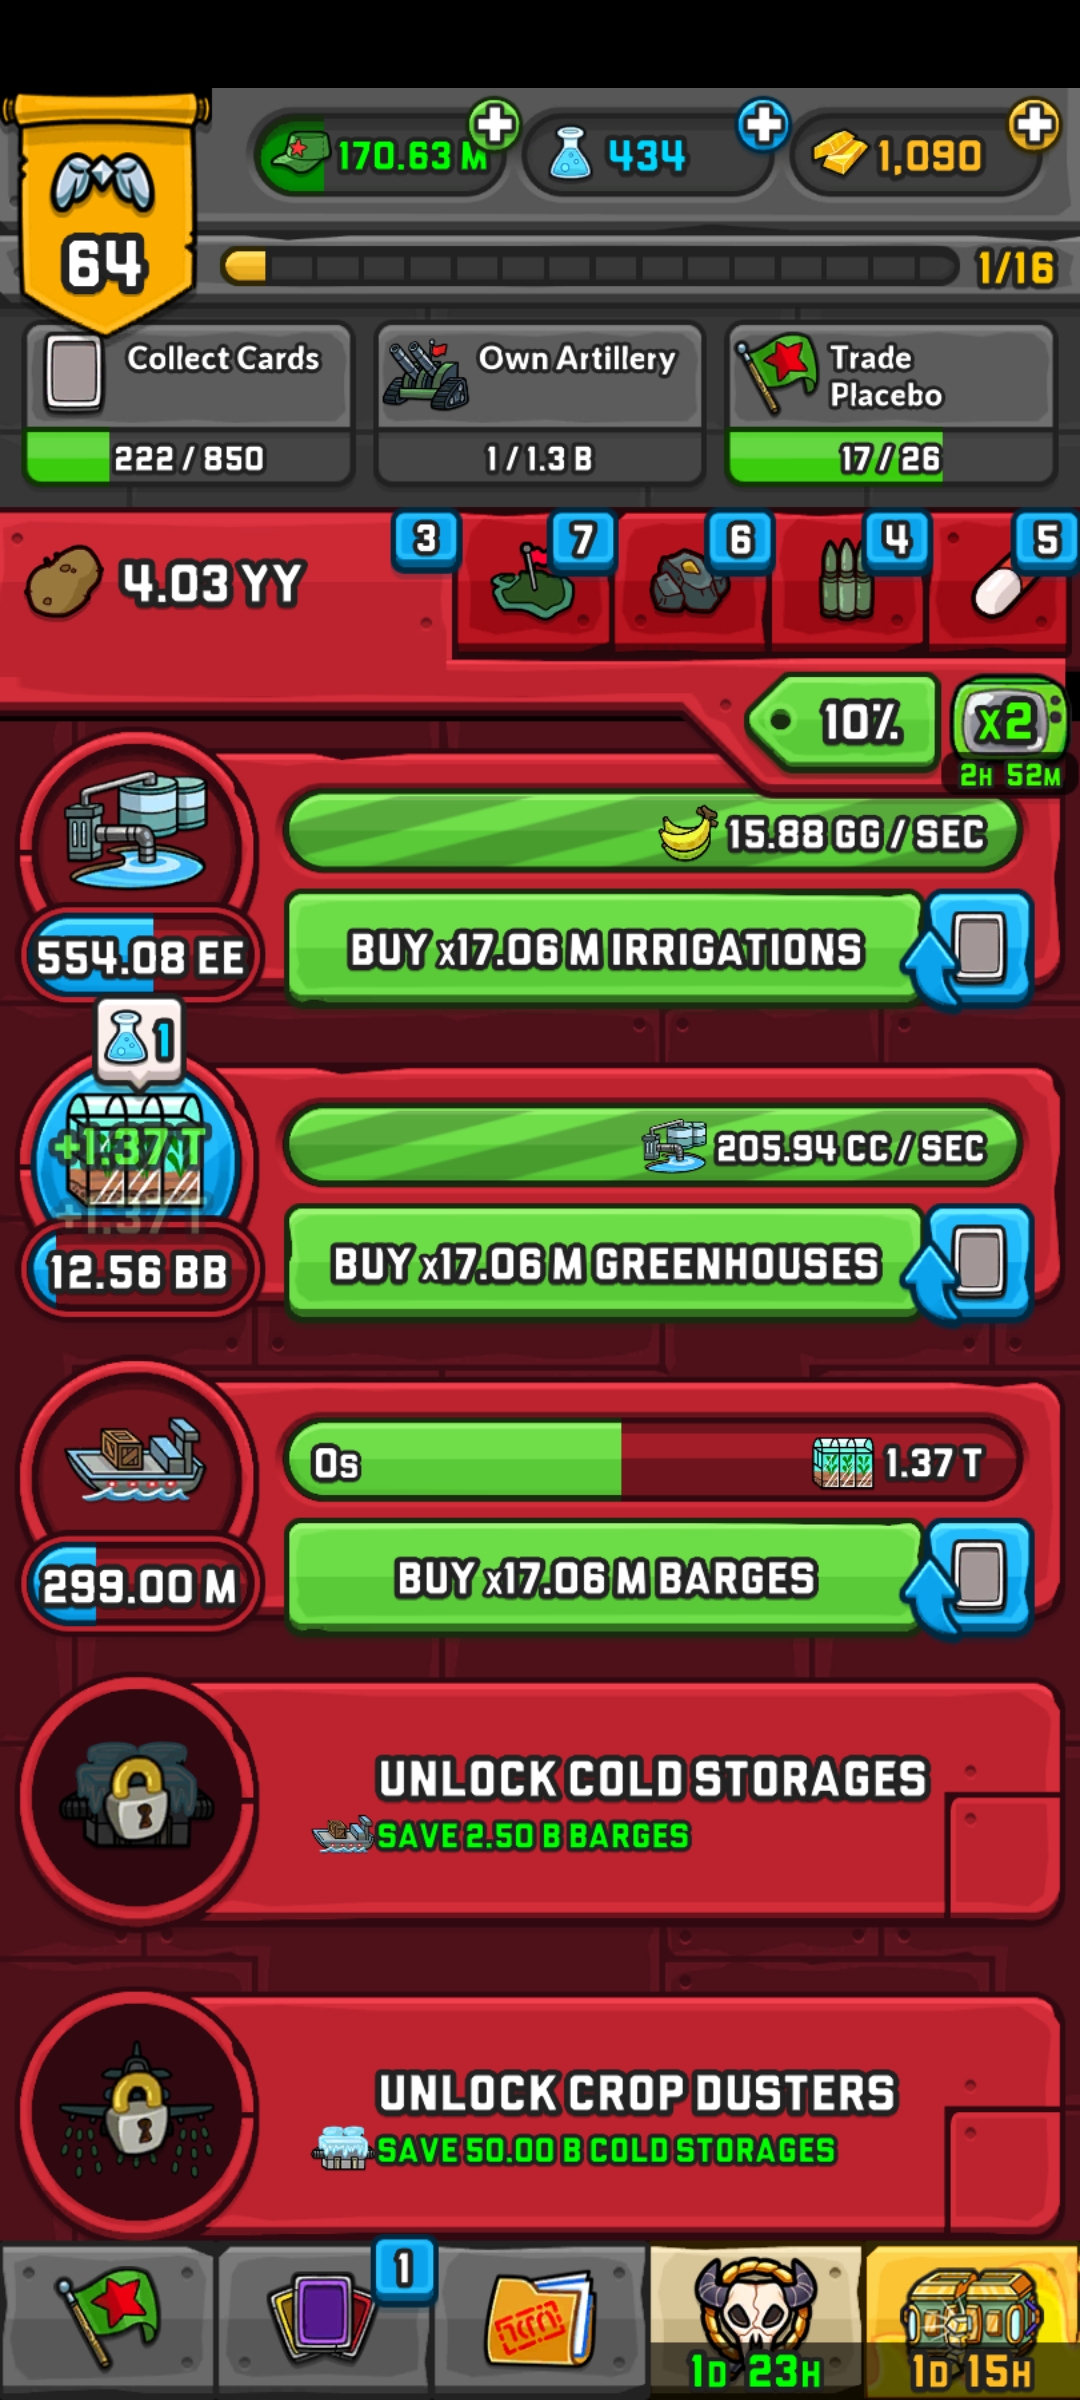 170.63 M
434
1,090
64
1/16
Collect Cards
222 / 850
Own Artillery
1 / 1.3 B
Trade
Placebo
17 / 26
4.03 YY
3
7
6
4
5
10%
x2
2H 52M
15.88 GG / SEC
554.08 EE
BUY x17.06 M IRRIGATIONS
1
+1.37 T
+1.37 T
205.94 CC / SEC
12.56 BB
BUY x17.06 M GREENHOUSES
0s
1.37 T
299.00 M
BUY x17.06 M BARGES
UNLOCK COLD STORAGES
SAVE 2.50 B BARGES
UNLOCK CROP DUSTERS
SAVE 50.00 B COLD STORAGES
1
1D 23H
1D 15H